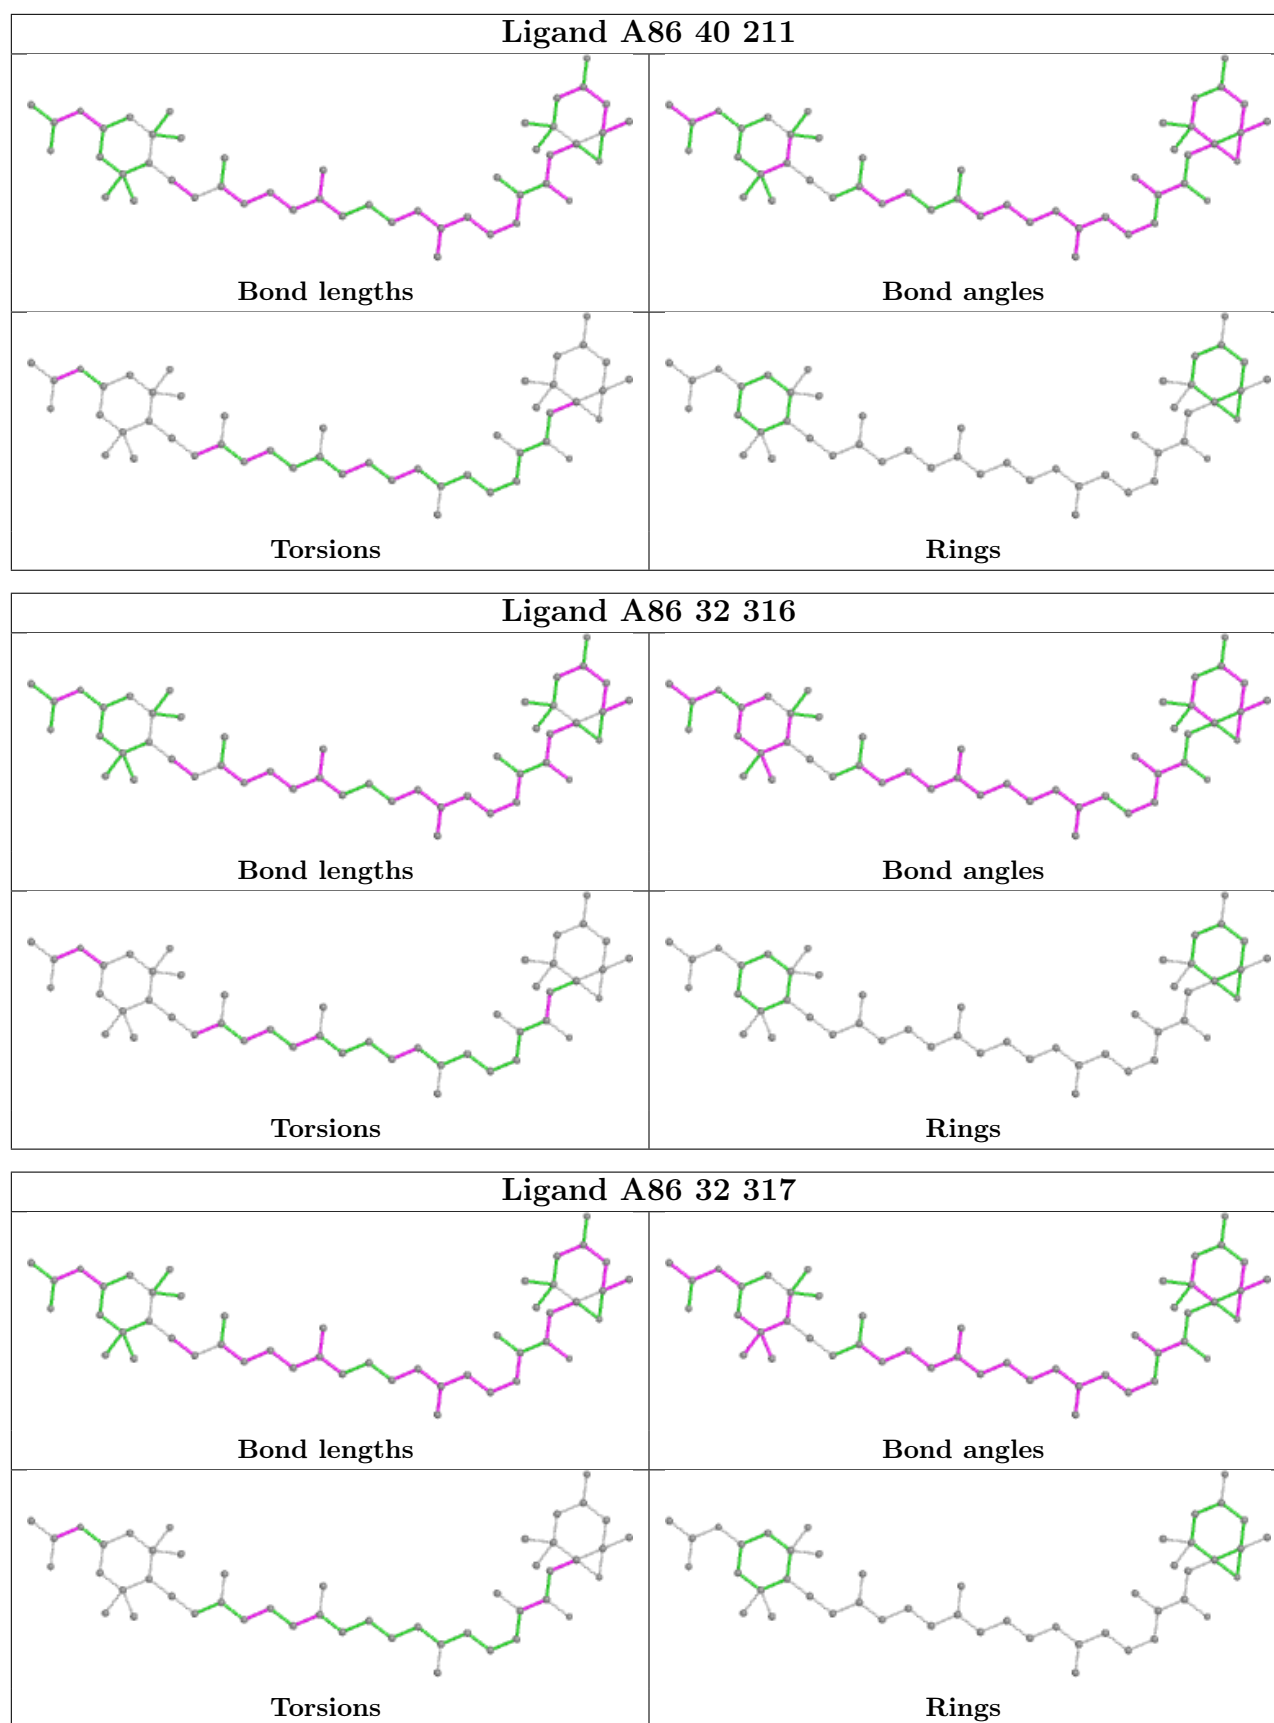 Ligand A86 40 211
Bond lengths
Bond angles
Torsions
Rings
Ligand A86 32 316
Bond lengths
Bond angles
Torsions
Rings
Ligand A86 32 317
Bond lengths
Bond angles
Torsions
Rings